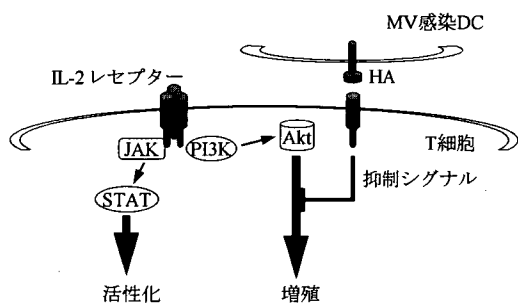 MV感染DC
IL-2レセプター
HA
JAK
PI3K
Akt
T細胞
STAT
抑制シグナル
活性化
増殖